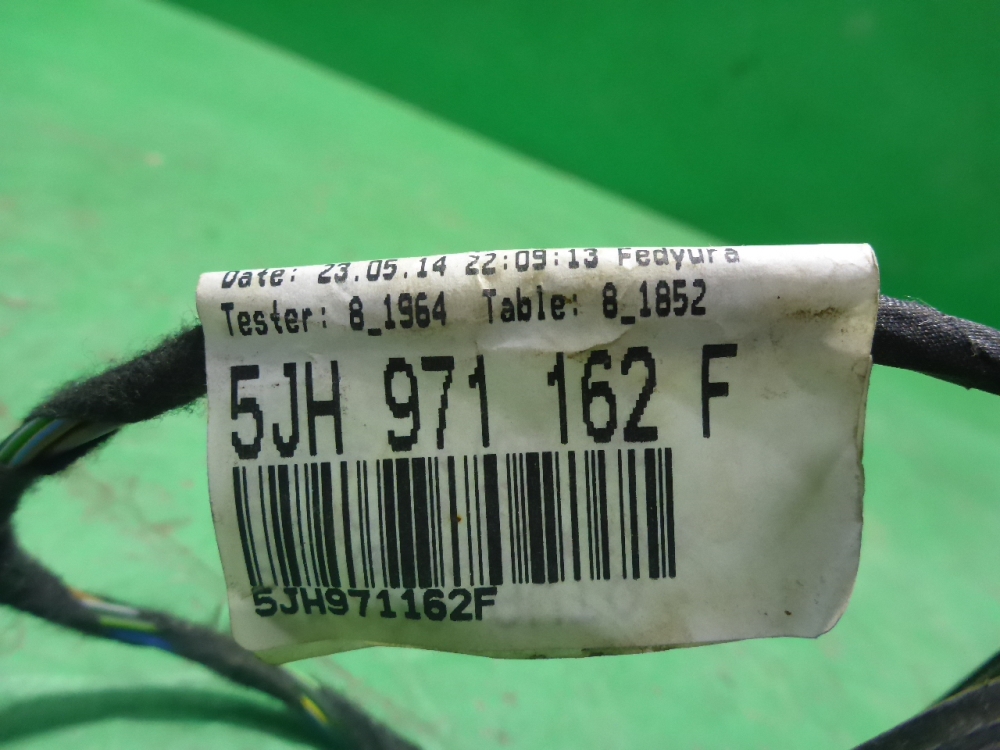 Date: 23.05.14 22:09:13 Fedyura
Tester: 8_1964 Table: 8_1852
5JH 971 162 F
5JH971162F